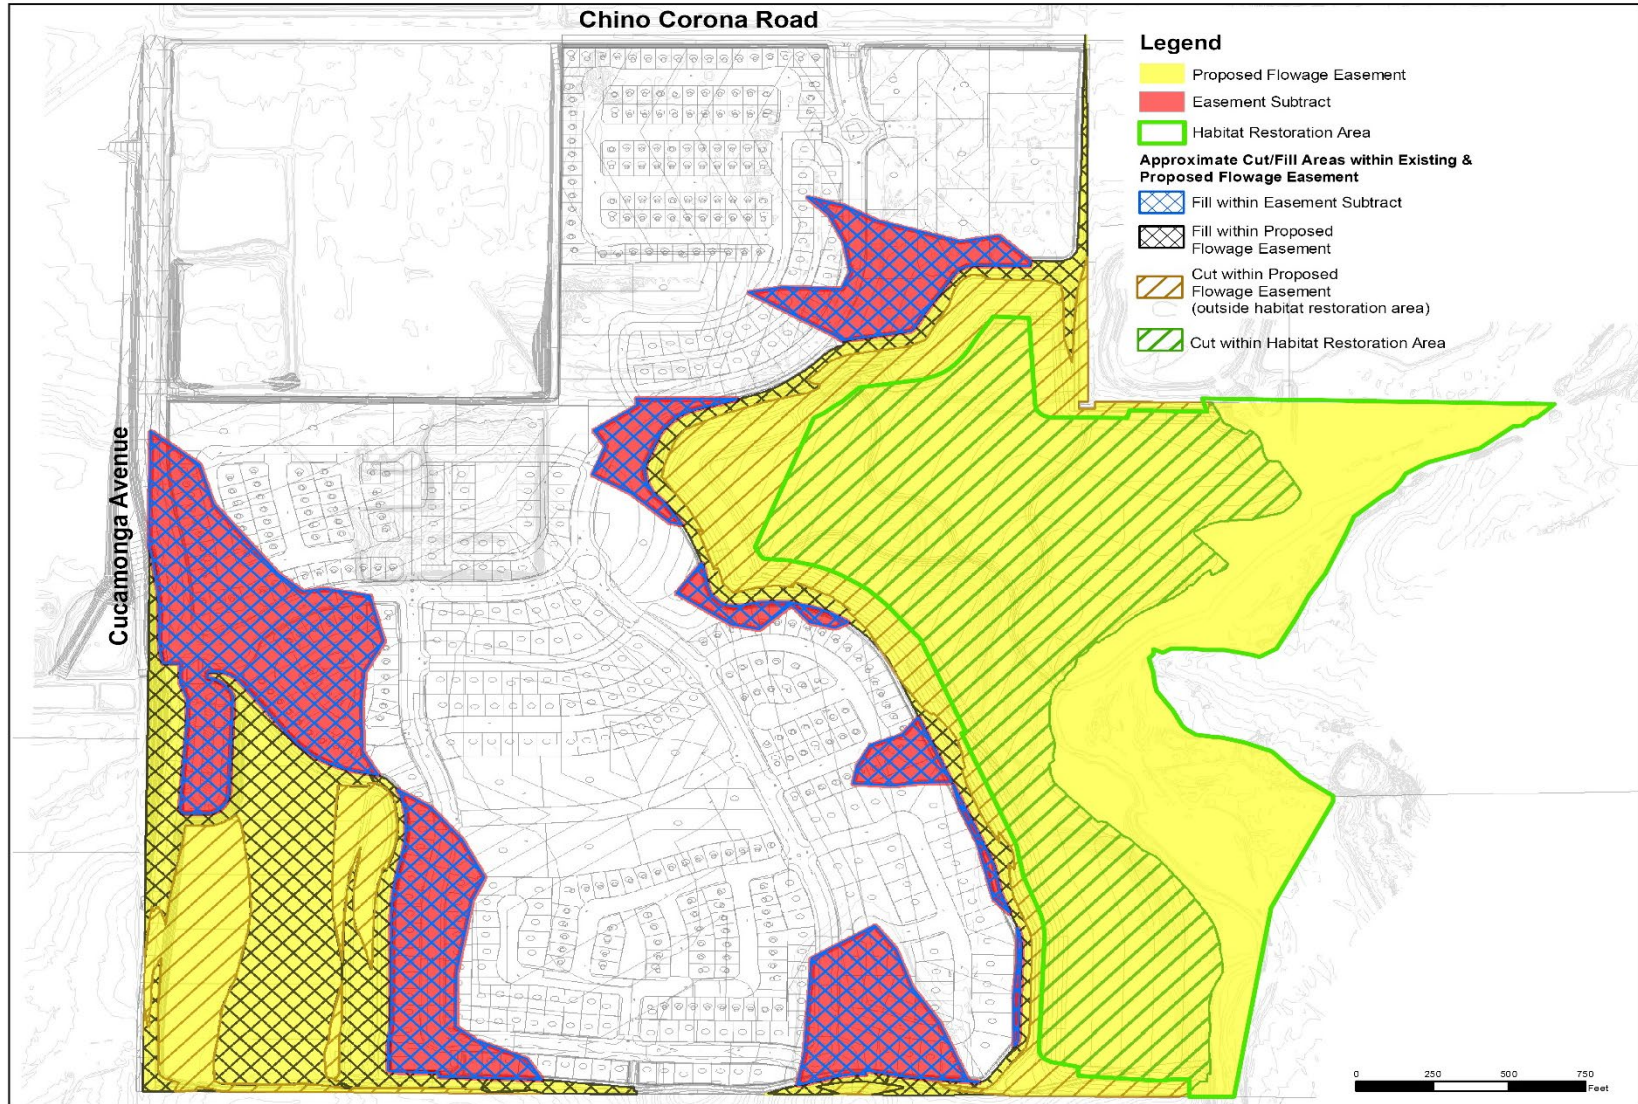 Chino Corona Road
Legend
Proposed Flowage Easement
Easement Subtract
Habitat Restoration Area
Approximate Cut/Fill Areas within Existing &
Proposed Flowage Easement
Fill within Easement Subtract
Fill within Proposed
Flowage Easement
Cut within Proposed
Flowage Easement
(outside habitat restoration area)
Cut within Habitat Restoration Area
Cucamonga Avenue
0 250 500 750
Feet